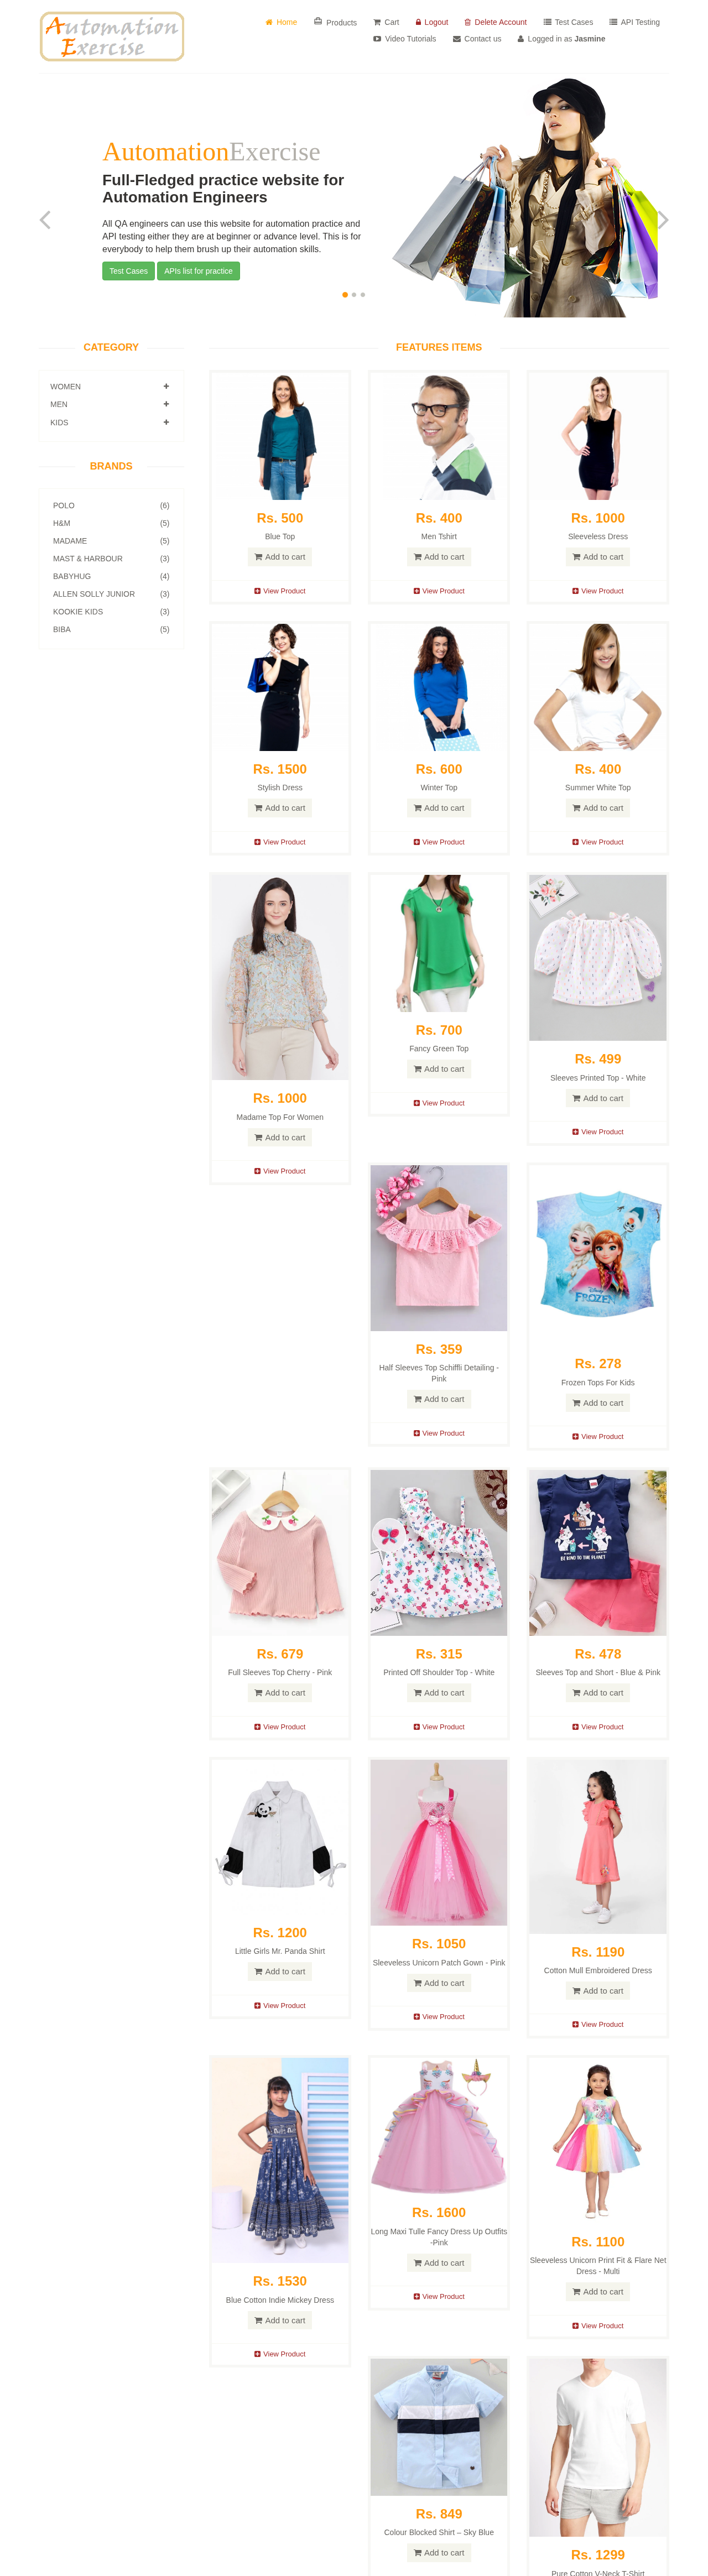 Automation
Exercise
Home
Products
Cart
Logout
Delete Account
Test Cases
API Testing
Video Tutorials
Contact us
Logged in as Jasmine
AutomationExercise
Full-Fledged practice website for
Automation Engineers
All QA engineers can use this website for automation practice and
API testing either they are at beginner or advance level. This is for
everybody to help them brush up their automation skills.
Test Cases
APIs list for practice
CATEGORY
WOMEN
MEN
KIDS
BRANDS
POLO (6)
H&M (5)
MADAME (5)
MAST & HARBOUR (3)
BABYHUG (4)
ALLEN SOLLY JUNIOR (3)
KOOKIE KIDS (3)
BIBA (5)
FEATURES ITEMS
Rs. 500
Blue Top
Add to cart
View Product
Rs. 400
Men Tshirt
Add to cart
View Product
Rs. 1000
Sleeveless Dress
Add to cart
View Product
Rs. 1500
Stylish Dress
Add to cart
View Product
Rs. 600
Winter Top
Add to cart
View Product
Rs. 400
Summer White Top
Add to cart
View Product
Rs. 1000
Madame Top For Women
Add to cart
View Product
Rs. 700
Fancy Green Top
Add to cart
View Product
Rs. 499
Sleeves Printed Top - White
Add to cart
View Product
Rs. 359
Half Sleeves Top Schiffli Detailing -
Pink
Add to cart
View Product
Disney
FROZEN
Rs. 278
Frozen Tops For Kids
Add to cart
View Product
Rs. 679
Full Sleeves Top Cherry - Pink
Add to cart
View Product
Rs. 315
Printed Off Shoulder Top - White
Add to cart
View Product
BE KIND TO THE PLANET
Rs. 478
Sleeves Top and Short - Blue & Pink
Add to cart
View Product
Rs. 1200
Little Girls Mr. Panda Shirt
Add to cart
View Product
Rs. 1050
Sleeveless Unicorn Patch Gown - Pink
Add to cart
View Product
Rs. 1190
Cotton Mull Embroidered Dress
Add to cart
View Product
Rs. 1530
Blue Cotton Indie Mickey Dress
Add to cart
View Product
Rs. 1600
Long Maxi Tulle Fancy Dress Up Outfits
-Pink
Add to cart
View Product
Rs. 1100
Sleeveless Unicorn Print Fit & Flare Net
Dress - Multi
Add to cart
View Product
Rs. 849
Colour Blocked Shirt – Sky Blue
Add to cart
Rs. 1299
Pure Cotton V-Neck T-Shirt